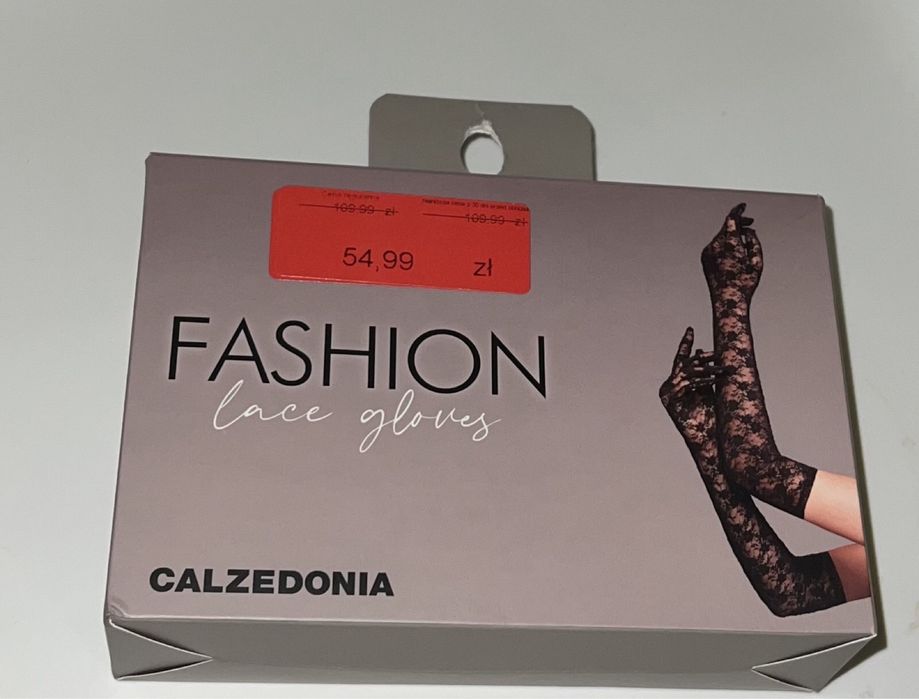 109,99 zł 109,99 zł
54,99 zł
FASHION
lace gloves
CALZEDONIA